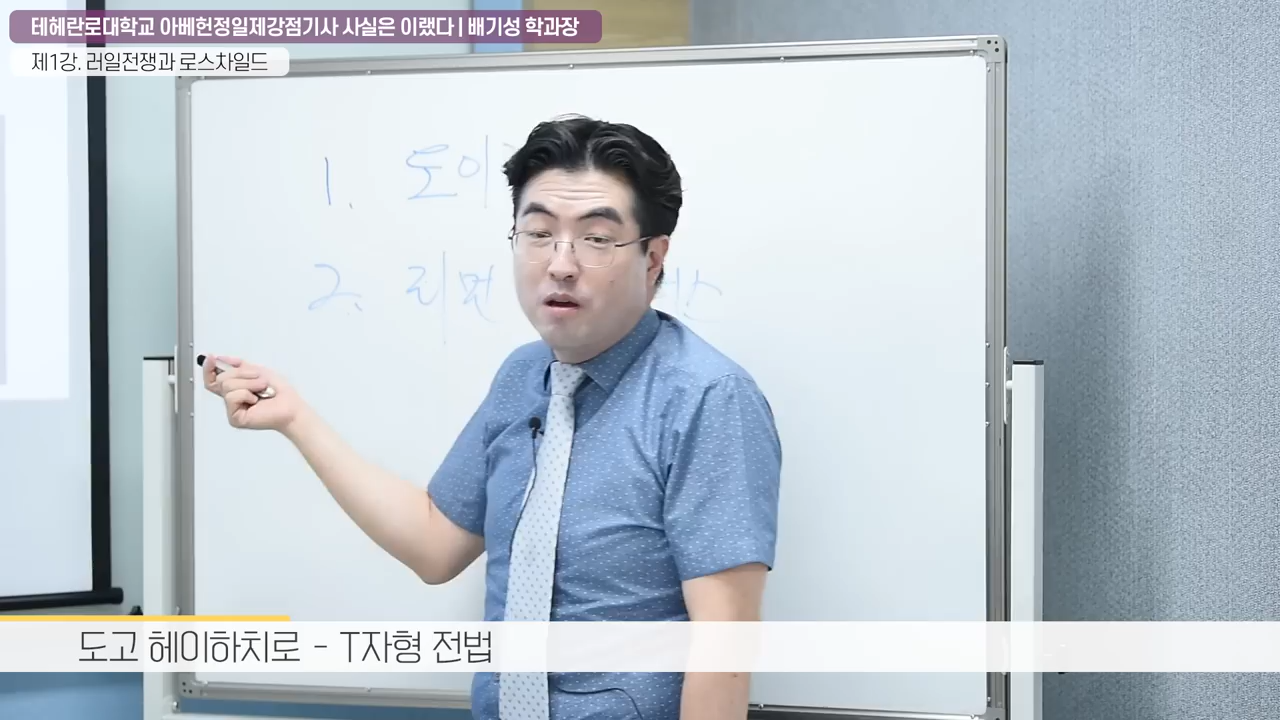 테헤란로대학교 아베헌정일제강점기사 사실은 이랬다 | 배기성 학과장
제1강. 러일전쟁과 로스차일드
1. 도이
2. 리먼
도고 헤이하치로 - T자형 전법